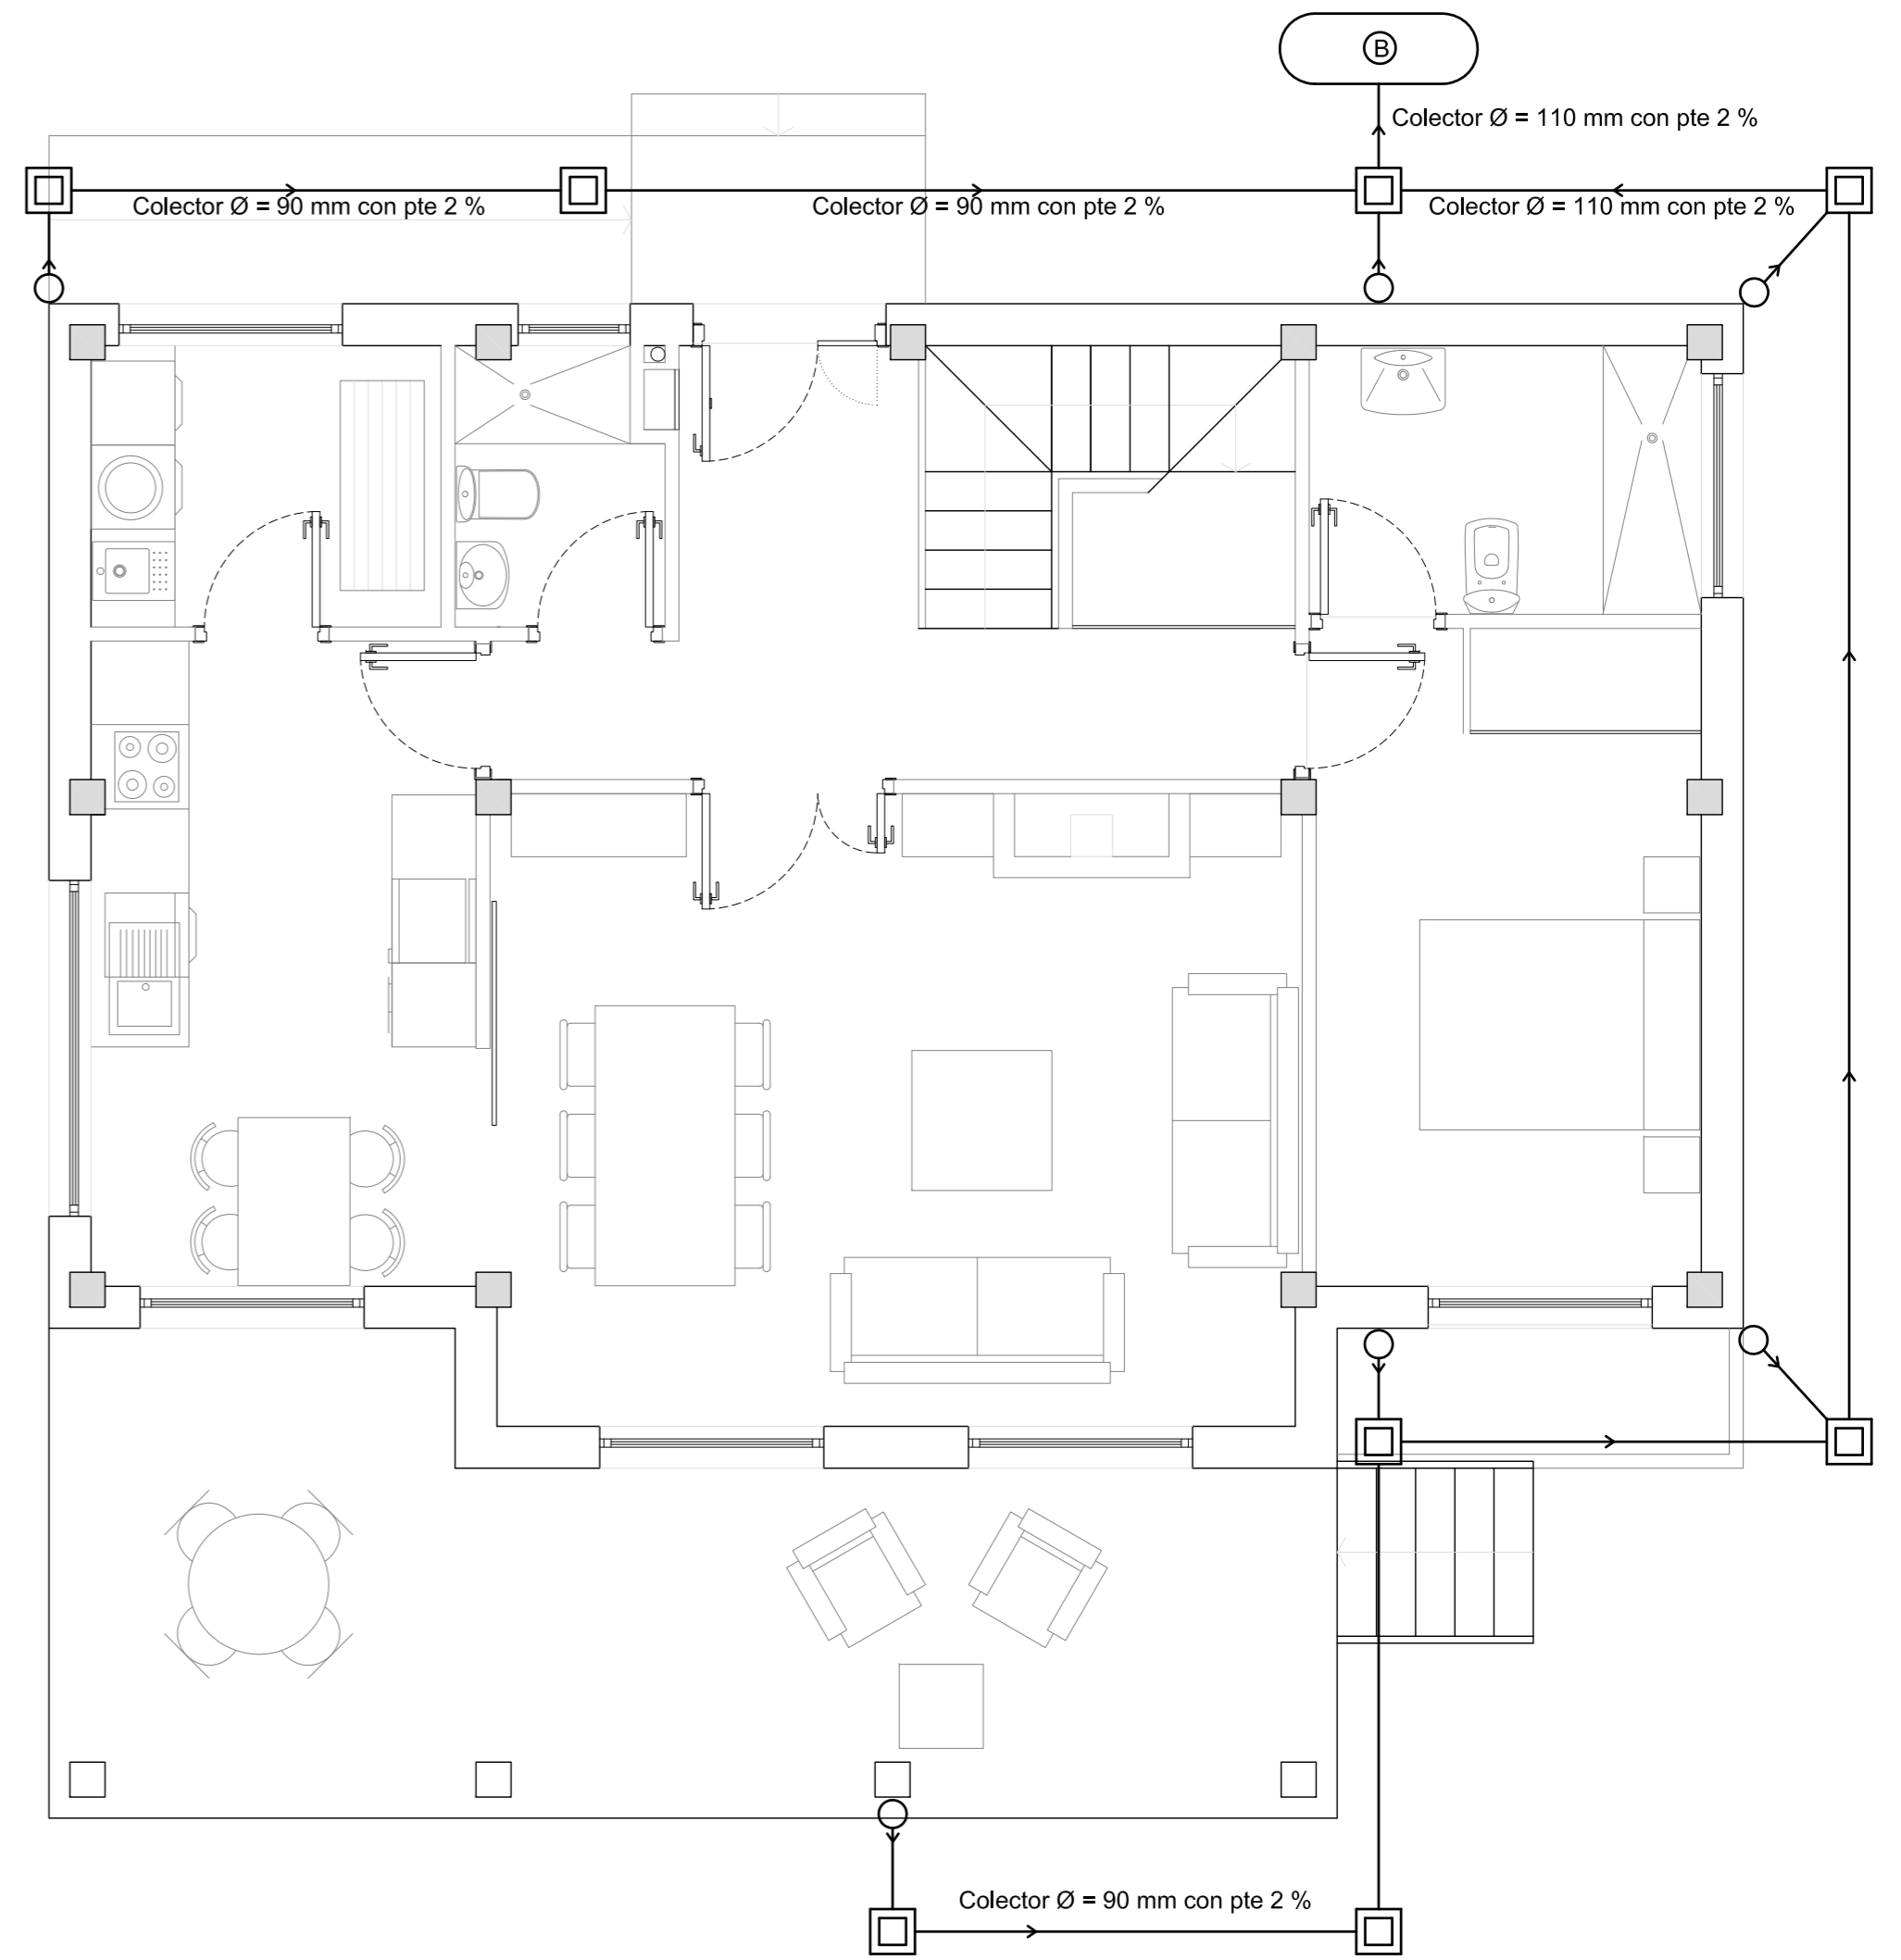 B
Colector Ø = 110 mm con pte 2 %
Colector Ø = 90 mm con pte 2 %
Colector Ø = 90 mm con pte 2 %
Colector Ø = 110 mm con pte 2 %
Colector Ø = 90 mm con pte 2 %